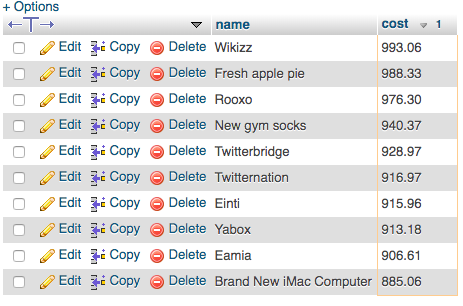 + Options
name cost 1
Edit Copy Delete Wikizz 993.06
Edit Copy Delete Fresh apple pie 988.33
Edit Copy Delete Rooxo 976.30
Edit Copy Delete New gym socks 940.37
Edit Copy Delete Twitterbridge 928.97
Edit Copy Delete Twitternation 916.97
Edit Copy Delete Einti 915.96
Edit Copy Delete Yabox 913.18
Edit Copy Delete Eamia 906.61
Edit Copy Delete Brand New iMac Computer 885.06